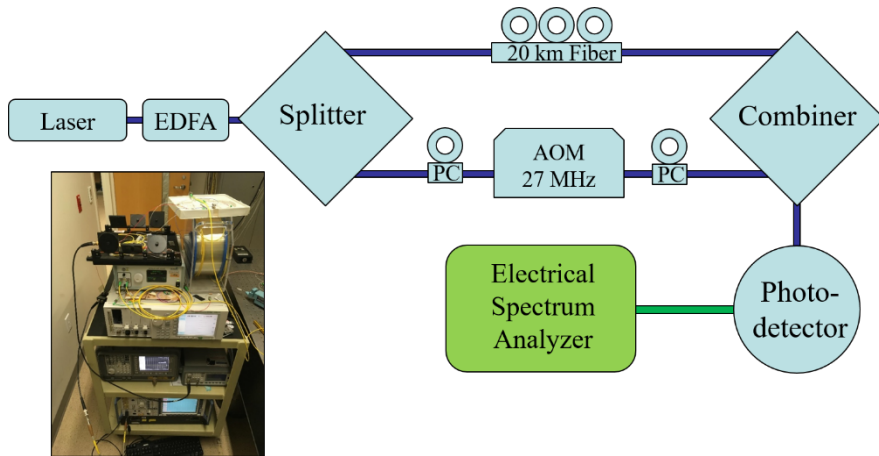 20 km Fiber
Laser
EDFA
Splitter
Combiner
PC
AOM
27 MHz
PC
Electrical
Spectrum
Analyzer
Photo-
detector